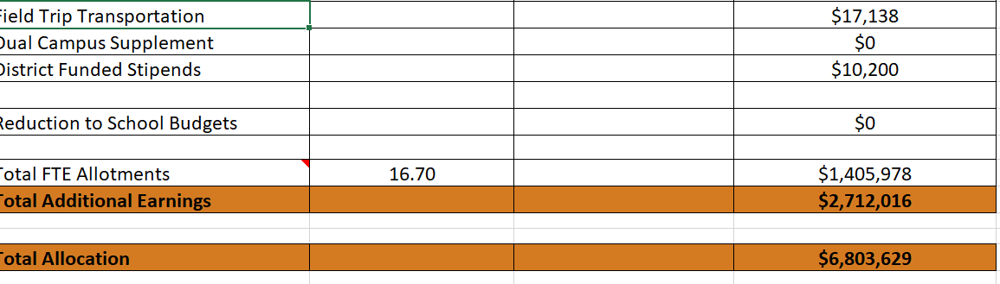 Field Trip Transportation $17,138
Dual Campus Supplement $0
District Funded Stipends $10,200
Reduction to School Budgets $0
Total FTE Allotments 16.70 $1,405,978
Total Additional Earnings $2,712,016
Total Allocation $6,803,629